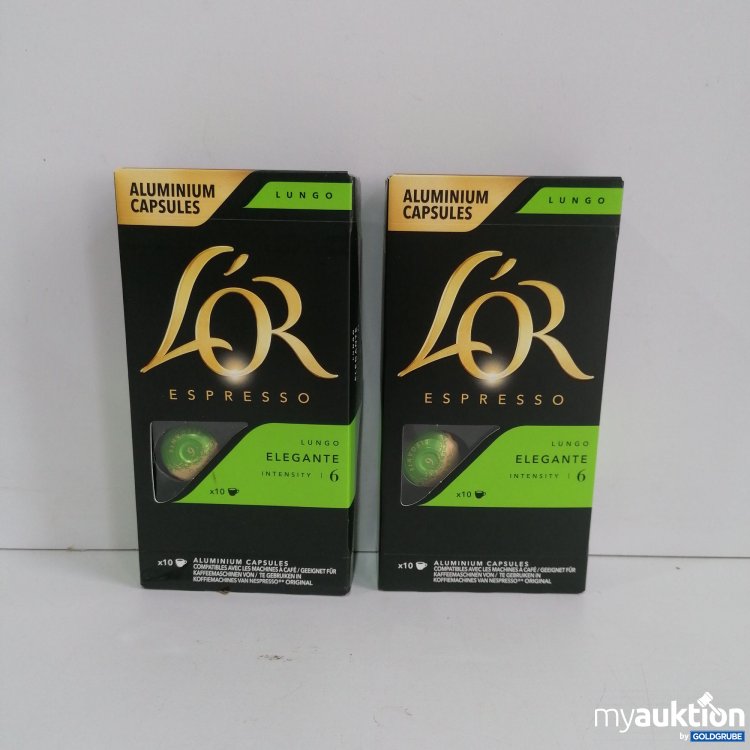 ALUMINIUM
CAPSULES
LUNGO
L'OR
ESPRESSO
LUNGO
ELEGANTE
INTENSITY | 6
x10
x10
ALUMINIUM CAPSULES
COMPATIBLES AVEC LES MACHINES À CAFÉ / GEEIGNET FÜR
KAFFEEMASCHINEN VON / TE GEBRUIKEN IN
KOFFIEMACHINES VAN NESPRESSO** ORIGINAL
ALUMINIUM
CAPSULES
LUNGO
L'OR
ESPRESSO
LUNGO
ELEGANTE
INTENSITY | 6
x10
x10
ALUMINIUM CAPSULES
COMPATIBLES AVEC LES MACHINES À CAFÉ / GEEIGNET FÜR
KAFFEEMASCHINEN VON / TE GEBRUIKEN IN
KOFFIEMACHINES VAN NESPRESSO** ORIGINAL
myauktion
by GOLDGRUBE